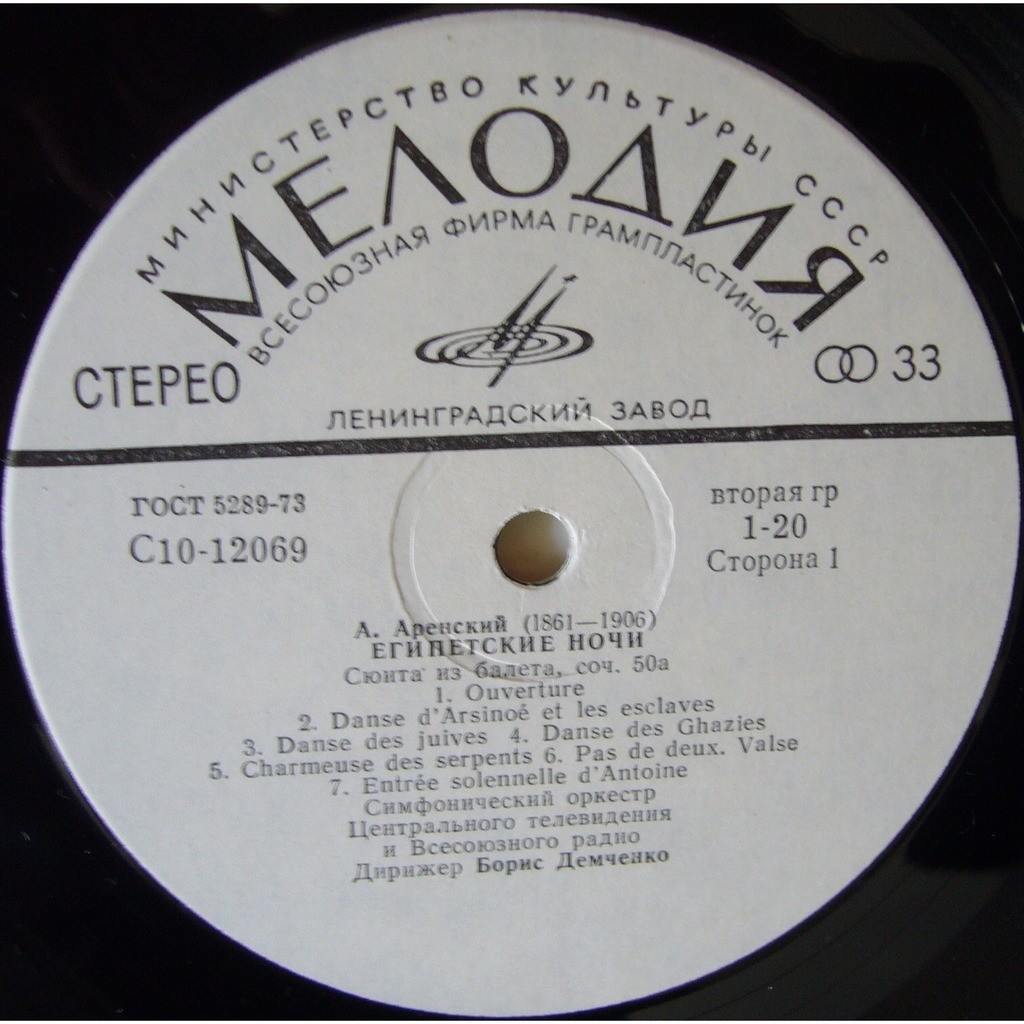 МИНИСТЕРСТВО КУЛЬТУРЫ СССР
МЕЛОДИЯ
ВСЕСОЮЗНАЯ ФИРМА ГРАМПЛАСТИНОК
СТЕРЕО
33
ЛЕНИНГРАДСКИЙ ЗАВОД
ГОСТ 5289-73
С10-12069
вторая гр
1-20
Сторона 1
А. Аренский (1861—1906)
ЕГИПЕТСКИЕ НОЧИ
Сюита из балета, соч. 50а
1. Ouverture
2. Danse d'Arsinoé et les esclaves
3. Danse des juives 4. Danse des Ghazies
5. Charmeuse des serpents 6. Pas de deux. Valse
7. Entrée solennelle d'Antoine
Симфонический оркестр
Центрального телевидения
и Всесоюзного радио
Дирижер Борис Демченко